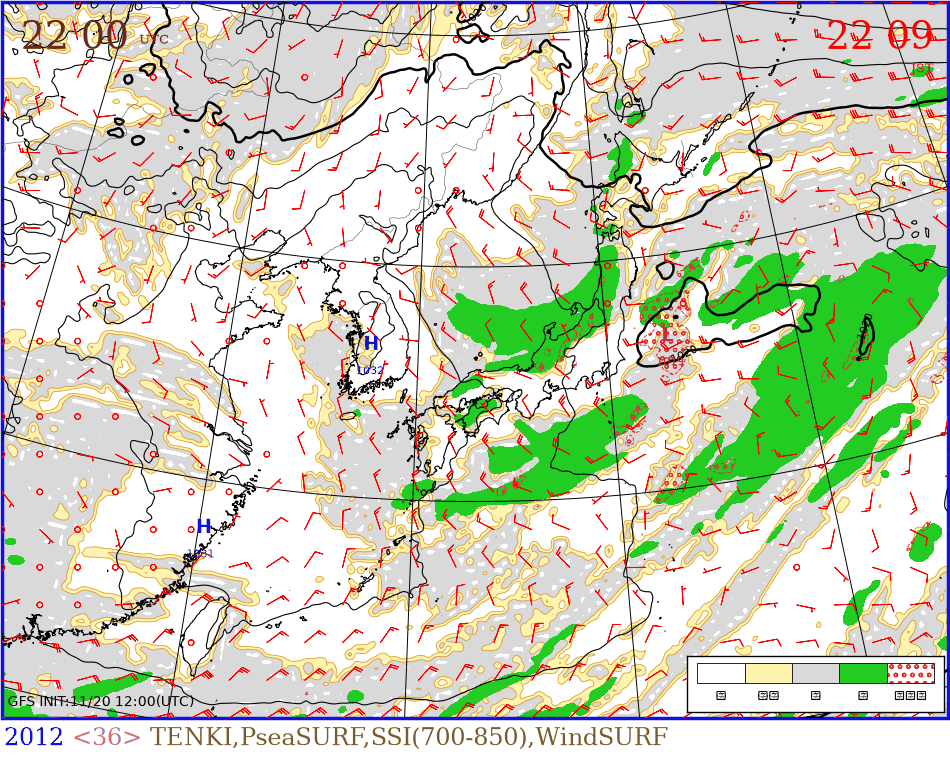 22 00 UTC
22 09
JST
H
1032
H
1031
GFS INIT:11/20 12:00(UTC)
2012 <36> TENKI,PseaSURF,SSI(700-850),WindSURF